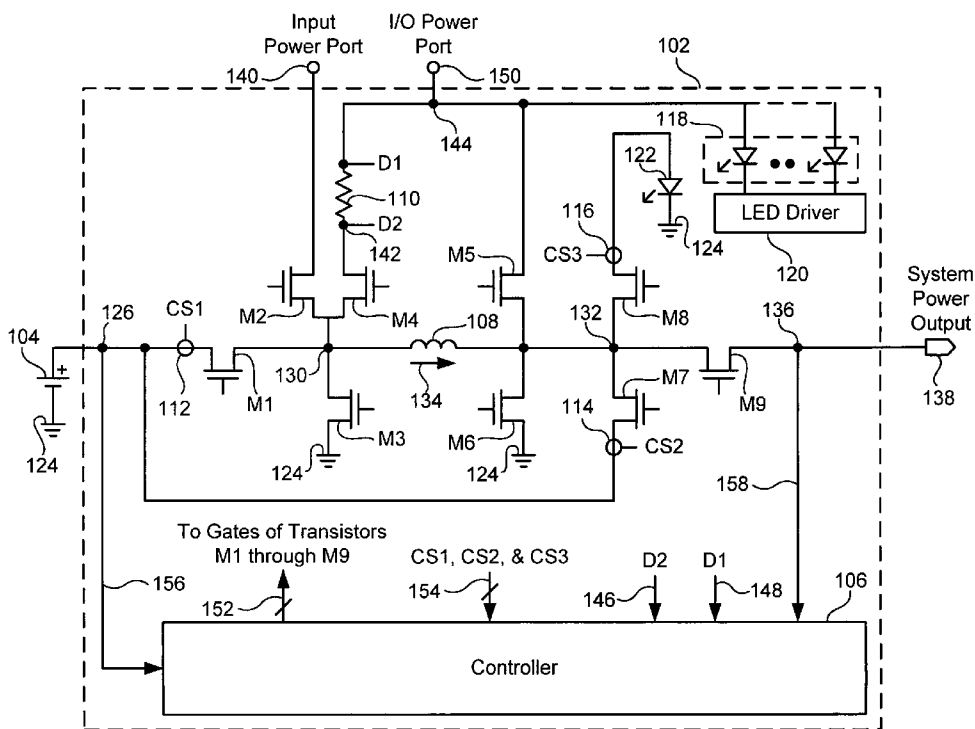 Input
Power Port
I/O Power
Port
102
140
150
144
118
D1
122
110
D2
142
116
CS3
124
LED Driver
120
M5
M2
M4
M8
System
Power
Output
126
CS1
104
+
108
132
136
130
134
M7
112
M1
M9
138
M3
M6
114
CS2
124
124
124
158
To Gates of Transistors
M1 through M9
CS1, CS2, & CS3
D2
D1
156
152
154
146
148
106
Controller